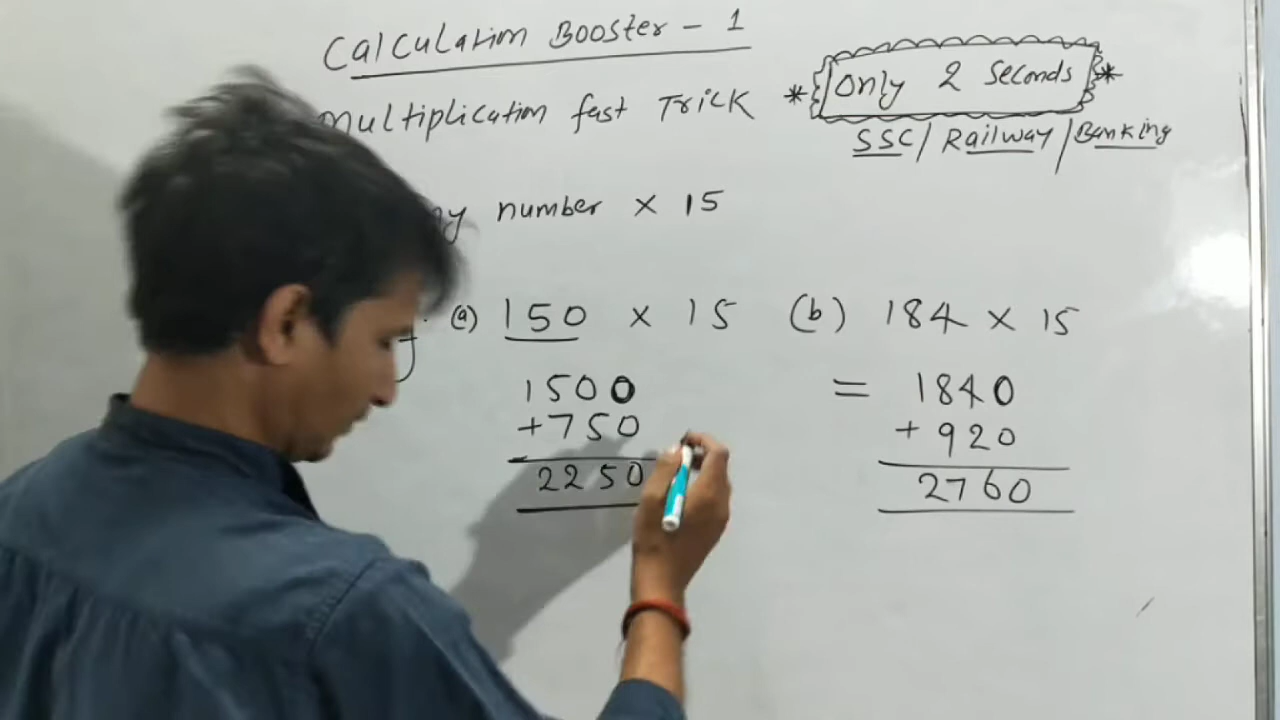 Calculation Booster - 1
Multiplication fast Trick * Only 2 Seconds *
SSC / Railway / Banking
number × 15
(a) 150 × 15 (b) 184 × 15
1500 = 1840
+750 + 920
2250 2760